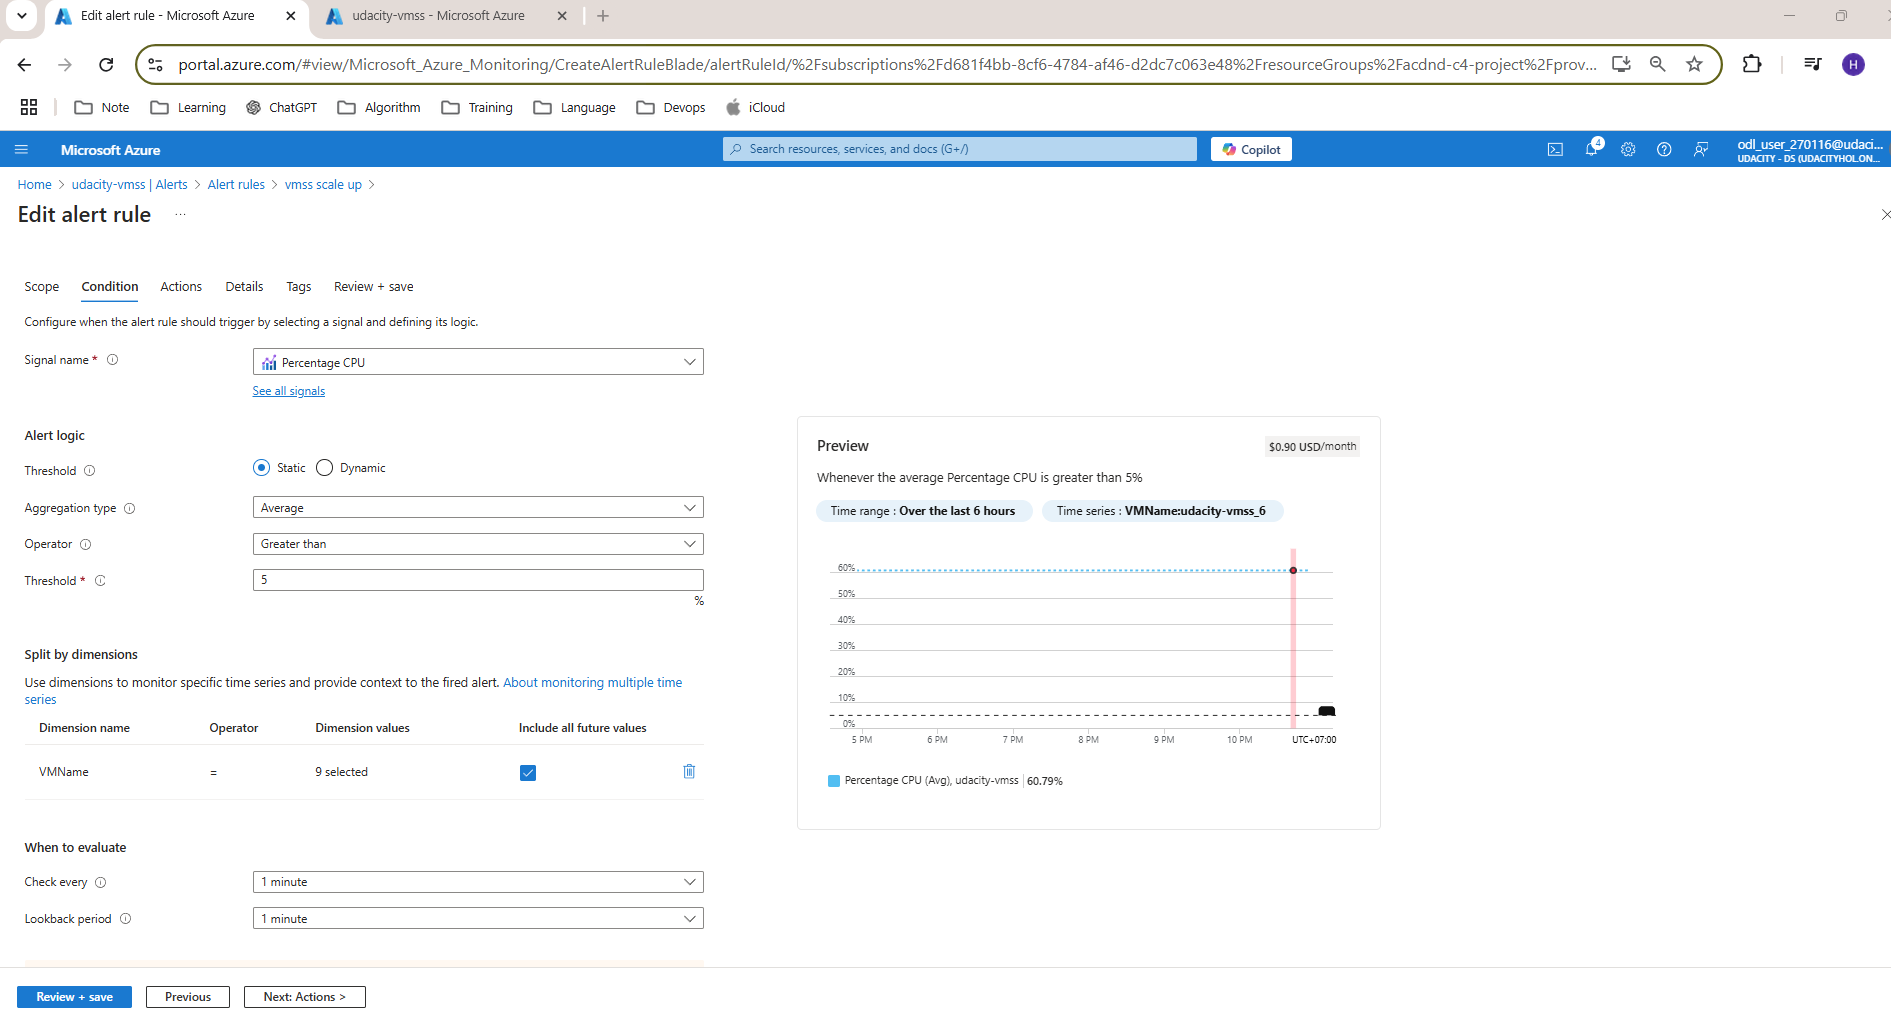 Edit alert rule - Microsoft Azure
udacity-vmss - Microsoft Azure
portal.azure.com/#view/Microsoft_Azure_Monitoring/CreateAlertRuleBlade/alertRuleId/%2Fsubscriptions%2Fd681f4bb-8cf6-4784-af46-d2dc7c063e48%2FresourceGroups%2Facdnd-c4-project%2Fprov...
H
Note
Learning
ChatGPT
Algorithm
Training
Language
Devops
iCloud
Microsoft Azure
Search resources, services, and docs (G+/)
Copilot
4
odl_user_270116@udaci...
UDACITY - DS (UDACITYHOL.ON...
Home > udacity-vmss | Alerts > Alert rules > vmss scale up >
Edit alert rule ...
Scope
Condition
Actions
Details
Tags
Review + save
Configure when the alert rule should trigger by selecting a signal and defining its logic.
Signal name *
Percentage CPU
See all signals
Alert logic
Threshold
Static
Dynamic
Aggregation type
Average
Operator
Greater than
Threshold *
5
%
Split by dimensions
Use dimensions to monitor specific time series and provide context to the fired alert. About monitoring multiple time
series
Dimension name Operator Dimension values Include all future values
VMName = 9 selected
When to evaluate
Check every
1 minute
Lookback period
1 minute
Preview
$0.90 USD/month
Whenever the average Percentage CPU is greater than 5%
Time range : Over the last 6 hours
Time series : VMName:udacity-vmss_6
60%
50%
40%
30%
20%
10%
0%
5 PM 6 PM 7 PM 8 PM 9 PM 10 PM UTC+07:00
Percentage CPU (Avg), udacity-vmss | 60.79%
Review + save
Previous
Next: Actions >